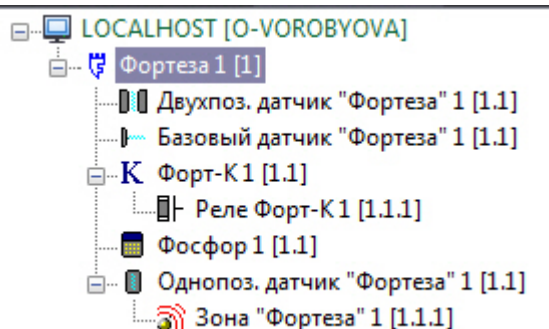 LOCALHOST [O-VOROBYOVA]
Фортеза 1 [1]
Двухпоз. датчик "Фортеза" 1 [1.1]
Базовый датчик "Фортеза" 1 [1.1]
K Форт-К 1 [1.1]
Реле Форт-К 1 [1.1.1]
Фосфор 1 [1.1]
Однопоз. датчик "Фортеза" 1 [1.1]
Зона "Фортеза" 1 [1.1.1]